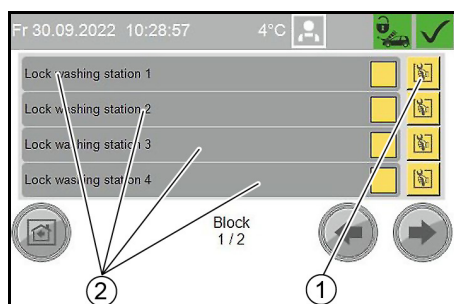 Fr 30.09.2022 10:28:57 4°C
Lock washing station 1
Lock washing station 2
Lock washing station 3
Lock washing station 4
Block
1 / 2
2
1